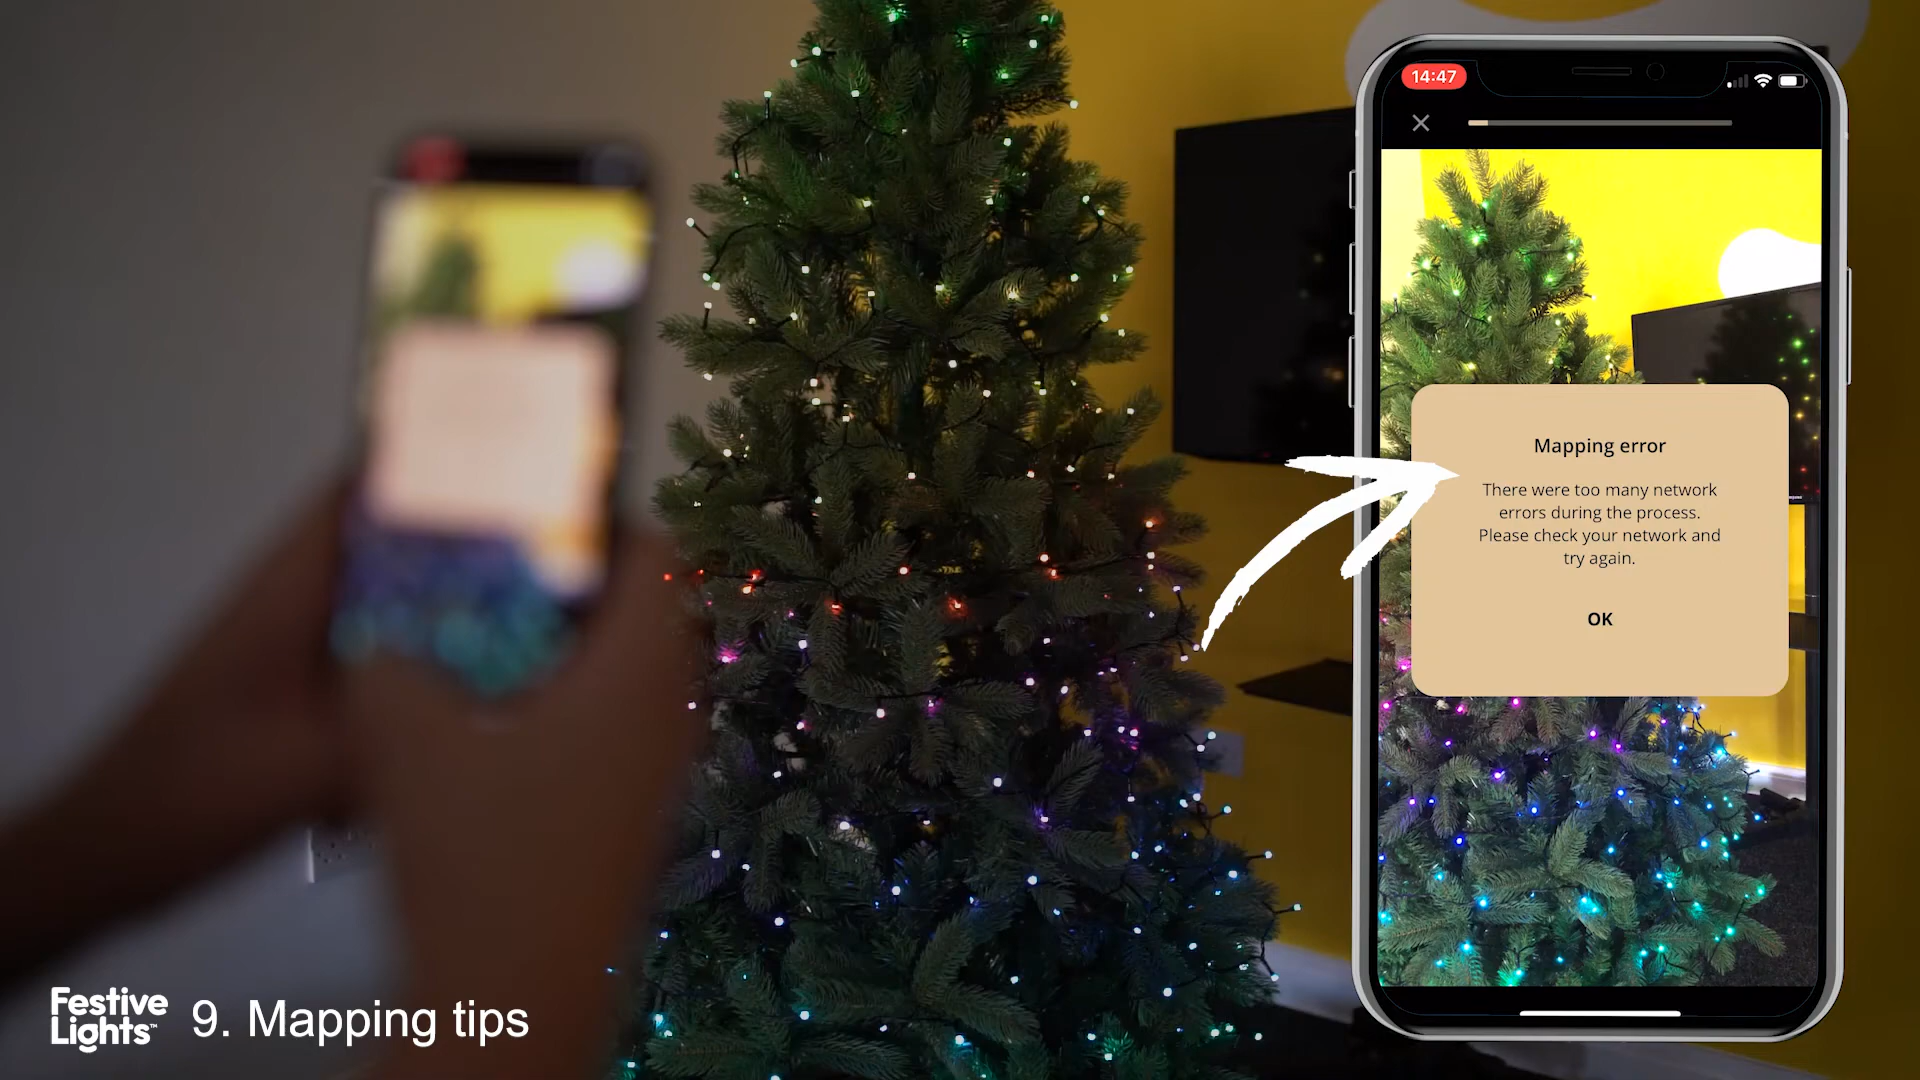 14:47
Mapping error
There were too many network
errors during the process.
Please check your network and
try again.
OK
Festive
Lights™
9. Mapping tips